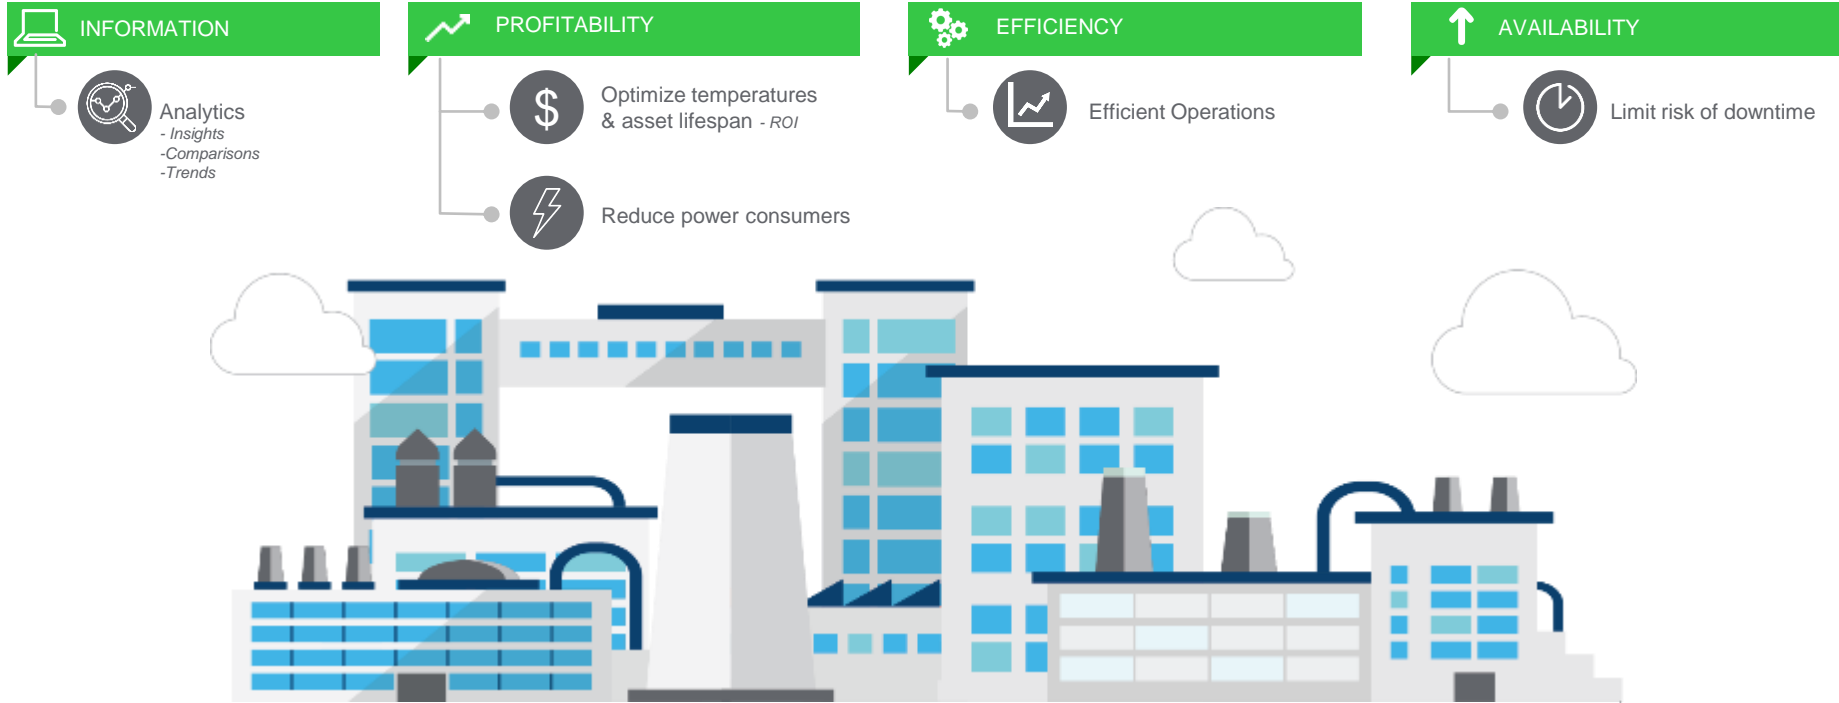 INFORMATION
Analytics
- Insights
-Comparisons
-Trends
PROFITABILITY
$
Optimize temperatures
& asset lifespan - ROI
Reduce power consumers
EFFICIENCY
Efficient Operations
AVAILABILITY
Limit risk of downtime